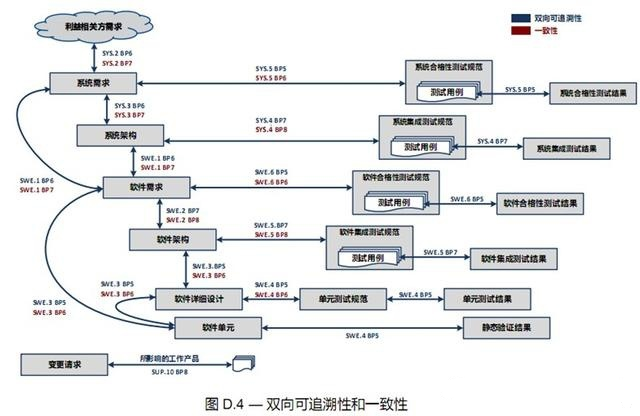 利益相关方需求
双向可追溯性
一致性
SYS.2 BP6
SYS.2 BP7
系统需求
SYS.5 BP5
SYS.5 BP6
系统合格性测试规范
测试用例
SYS.5 BP5
系统合格性测试结果
SYS.3 BP6
SYS.3 BP7
系统架构
SYS.4 BP7
SYS.4 BP8
系统集成测试规范
测试用例
SYS.4 BP7
系统集成测试结果
SWE.1 BP6
SWE.1 BP7
SWE.1 BP6
SWE.1 BP7
软件需求
SWE.6 BP5
SWE.6 BP6
软件合格性测试规范
测试用例
SWE.6 BP5
软件合格性测试结果
SWE.2 BP7
SWE.2 BP8
软件架构
SWE.5.BP7
SWE.5 BP8
软件集成测试规范
测试用例
SWE.5 BP7
软件集成测试结果
SWE.3.BP5
SWE.3 BP6
SWE.3 BP5
SWE.3 BP6
SWE.3 BP5
SWE.3 BP6
软件详细设计
SWE.4 BP5
SWE.4 BP6
单元测试规范
SWE.4 BP5
单元测试结果
软件单元
SWE.4 BP5
静态验证结果
变更请求
所影响的工作产品
SUP.10 BP8
图 D.4 — 双向可追溯性和一致性